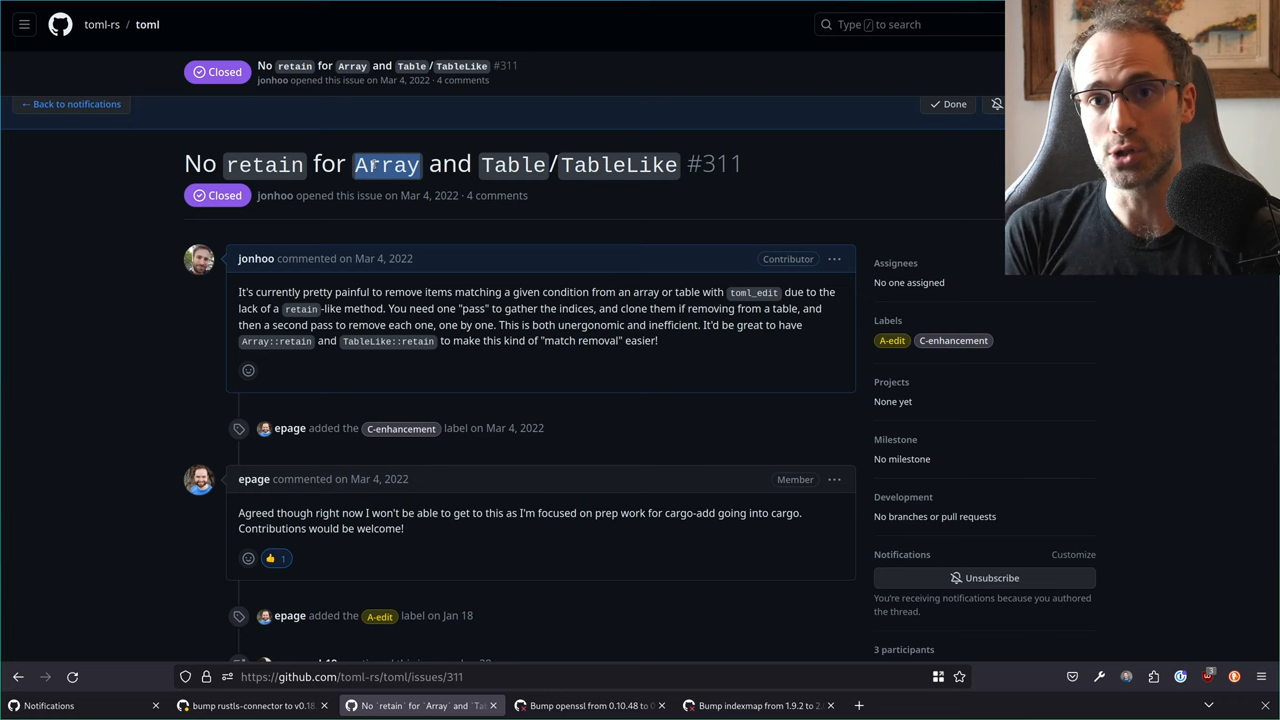 toml-rs / toml
Type / to search
Closed
No retain for Array and Table/TableLike #311
jonhoo opened this issue on Mar 4, 2022 · 4 comments
← Back to notifications
Done
No retain for Array and Table/TableLike #311
Closed
jonhoo opened this issue on Mar 4, 2022 · 4 comments
jonhoo commented on Mar 4, 2022
Contributor
It's currently pretty painful to remove items matching a given condition from an array or table with toml_edit due to the
lack of a retain-like method. You need one "pass" to gather the indices, and clone them if removing from a table, and
then a second pass to remove each one, one by one. This is both unergonomic and inefficient. It'd be great to have
Array::retain and TableLike::retain to make this kind of "match removal" easier!
epage added the C-enhancement label on Mar 4, 2022
epage commented on Mar 4, 2022
Member
Agreed though right now I won't be able to get to this as I'm focused on prep work for cargo-add going into cargo.
Contributions would be welcome!
👍 1
epage added the A-edit label on Jan 18
Assignees
No one assigned
Labels
A-edit C-enhancement
Projects
None yet
Milestone
No milestone
Development
No branches or pull requests
Notifications
Customize
Unsubscribe
You're receiving notifications because you authored
the thread.
3 participants
https://github.com/toml-rs/toml/issues/311
3
Notifications
bump rustls-connector to v0.18
No `retain` for `Array` and `Tal
Bump openssl from 0.10.48 to 0
Bump indexmap from 1.9.2 to 2.